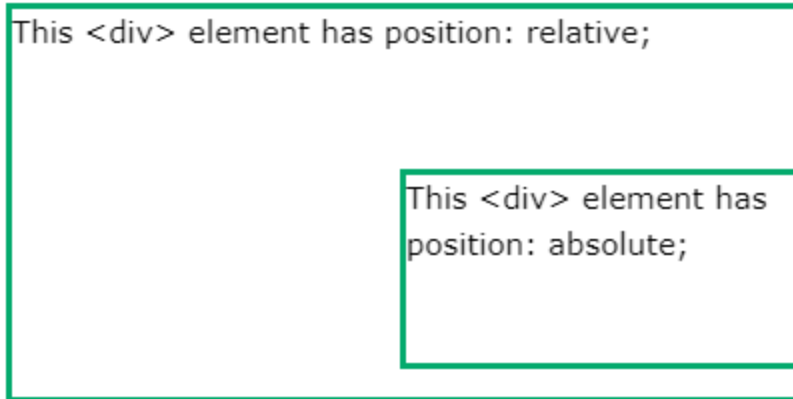 This <div> element has position: relative;
This <div> element has
position: absolute;